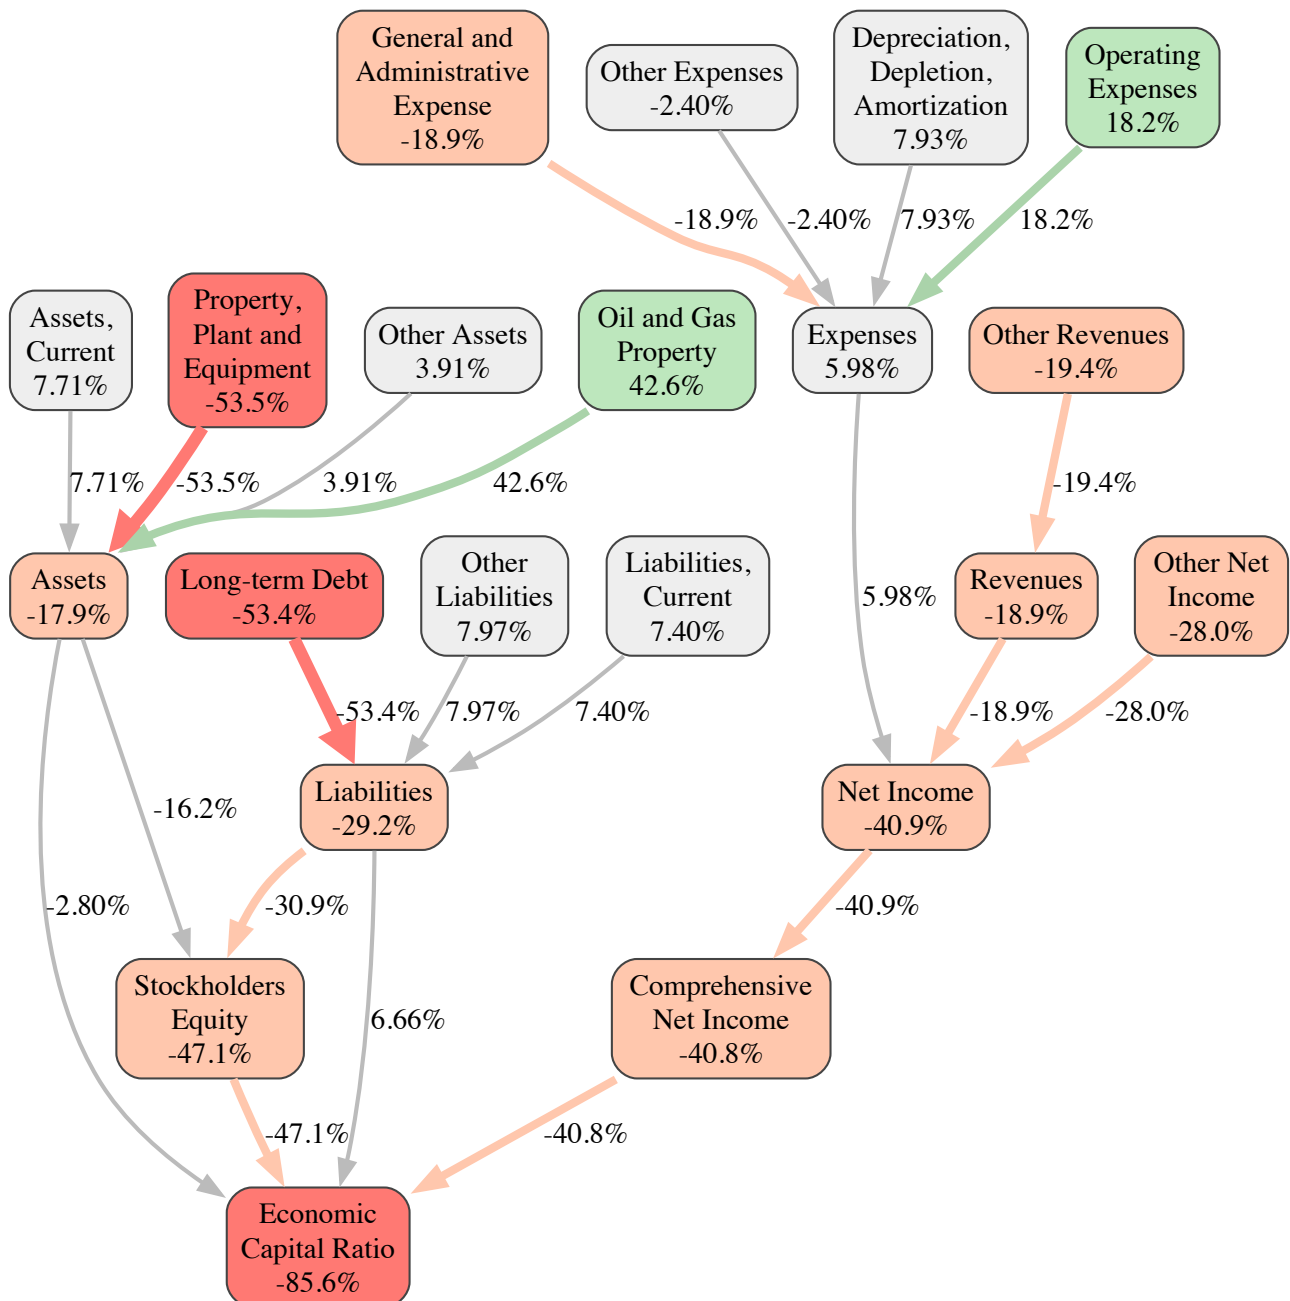 General and
Administrative
Expense
-18.9%
Other Expenses
-2.40%
Depreciation,
Depletion,
Amortization
7.93%
Operating
Expenses
18.2%
-18.9%
-2.40%
7.93%
18.2%
Assets,
Current
7.71%
Property,
Plant and
Equipment
-53.5%
Other Assets
3.91%
Oil and Gas
Property
42.6%
Expenses
5.98%
Other Revenues
-19.4%
7.71%
-53.5%
3.91%
42.6%
-19.4%
Assets
-17.9%
Long-term Debt
-53.4%
Other
Liabilities
7.97%
Liabilities,
Current
7.40%
5.98%
Revenues
-18.9%
Other Net
Income
-28.0%
-53.4%
7.97%
7.40%
-18.9%
-28.0%
-16.2%
Liabilities
-29.2%
Net Income
-40.9%
-2.80%
-30.9%
-40.9%
Stockholders
Equity
-47.1%
6.66%
Comprehensive
Net Income
-40.8%
-47.1%
-40.8%
Economic
Capital Ratio
-85.6%